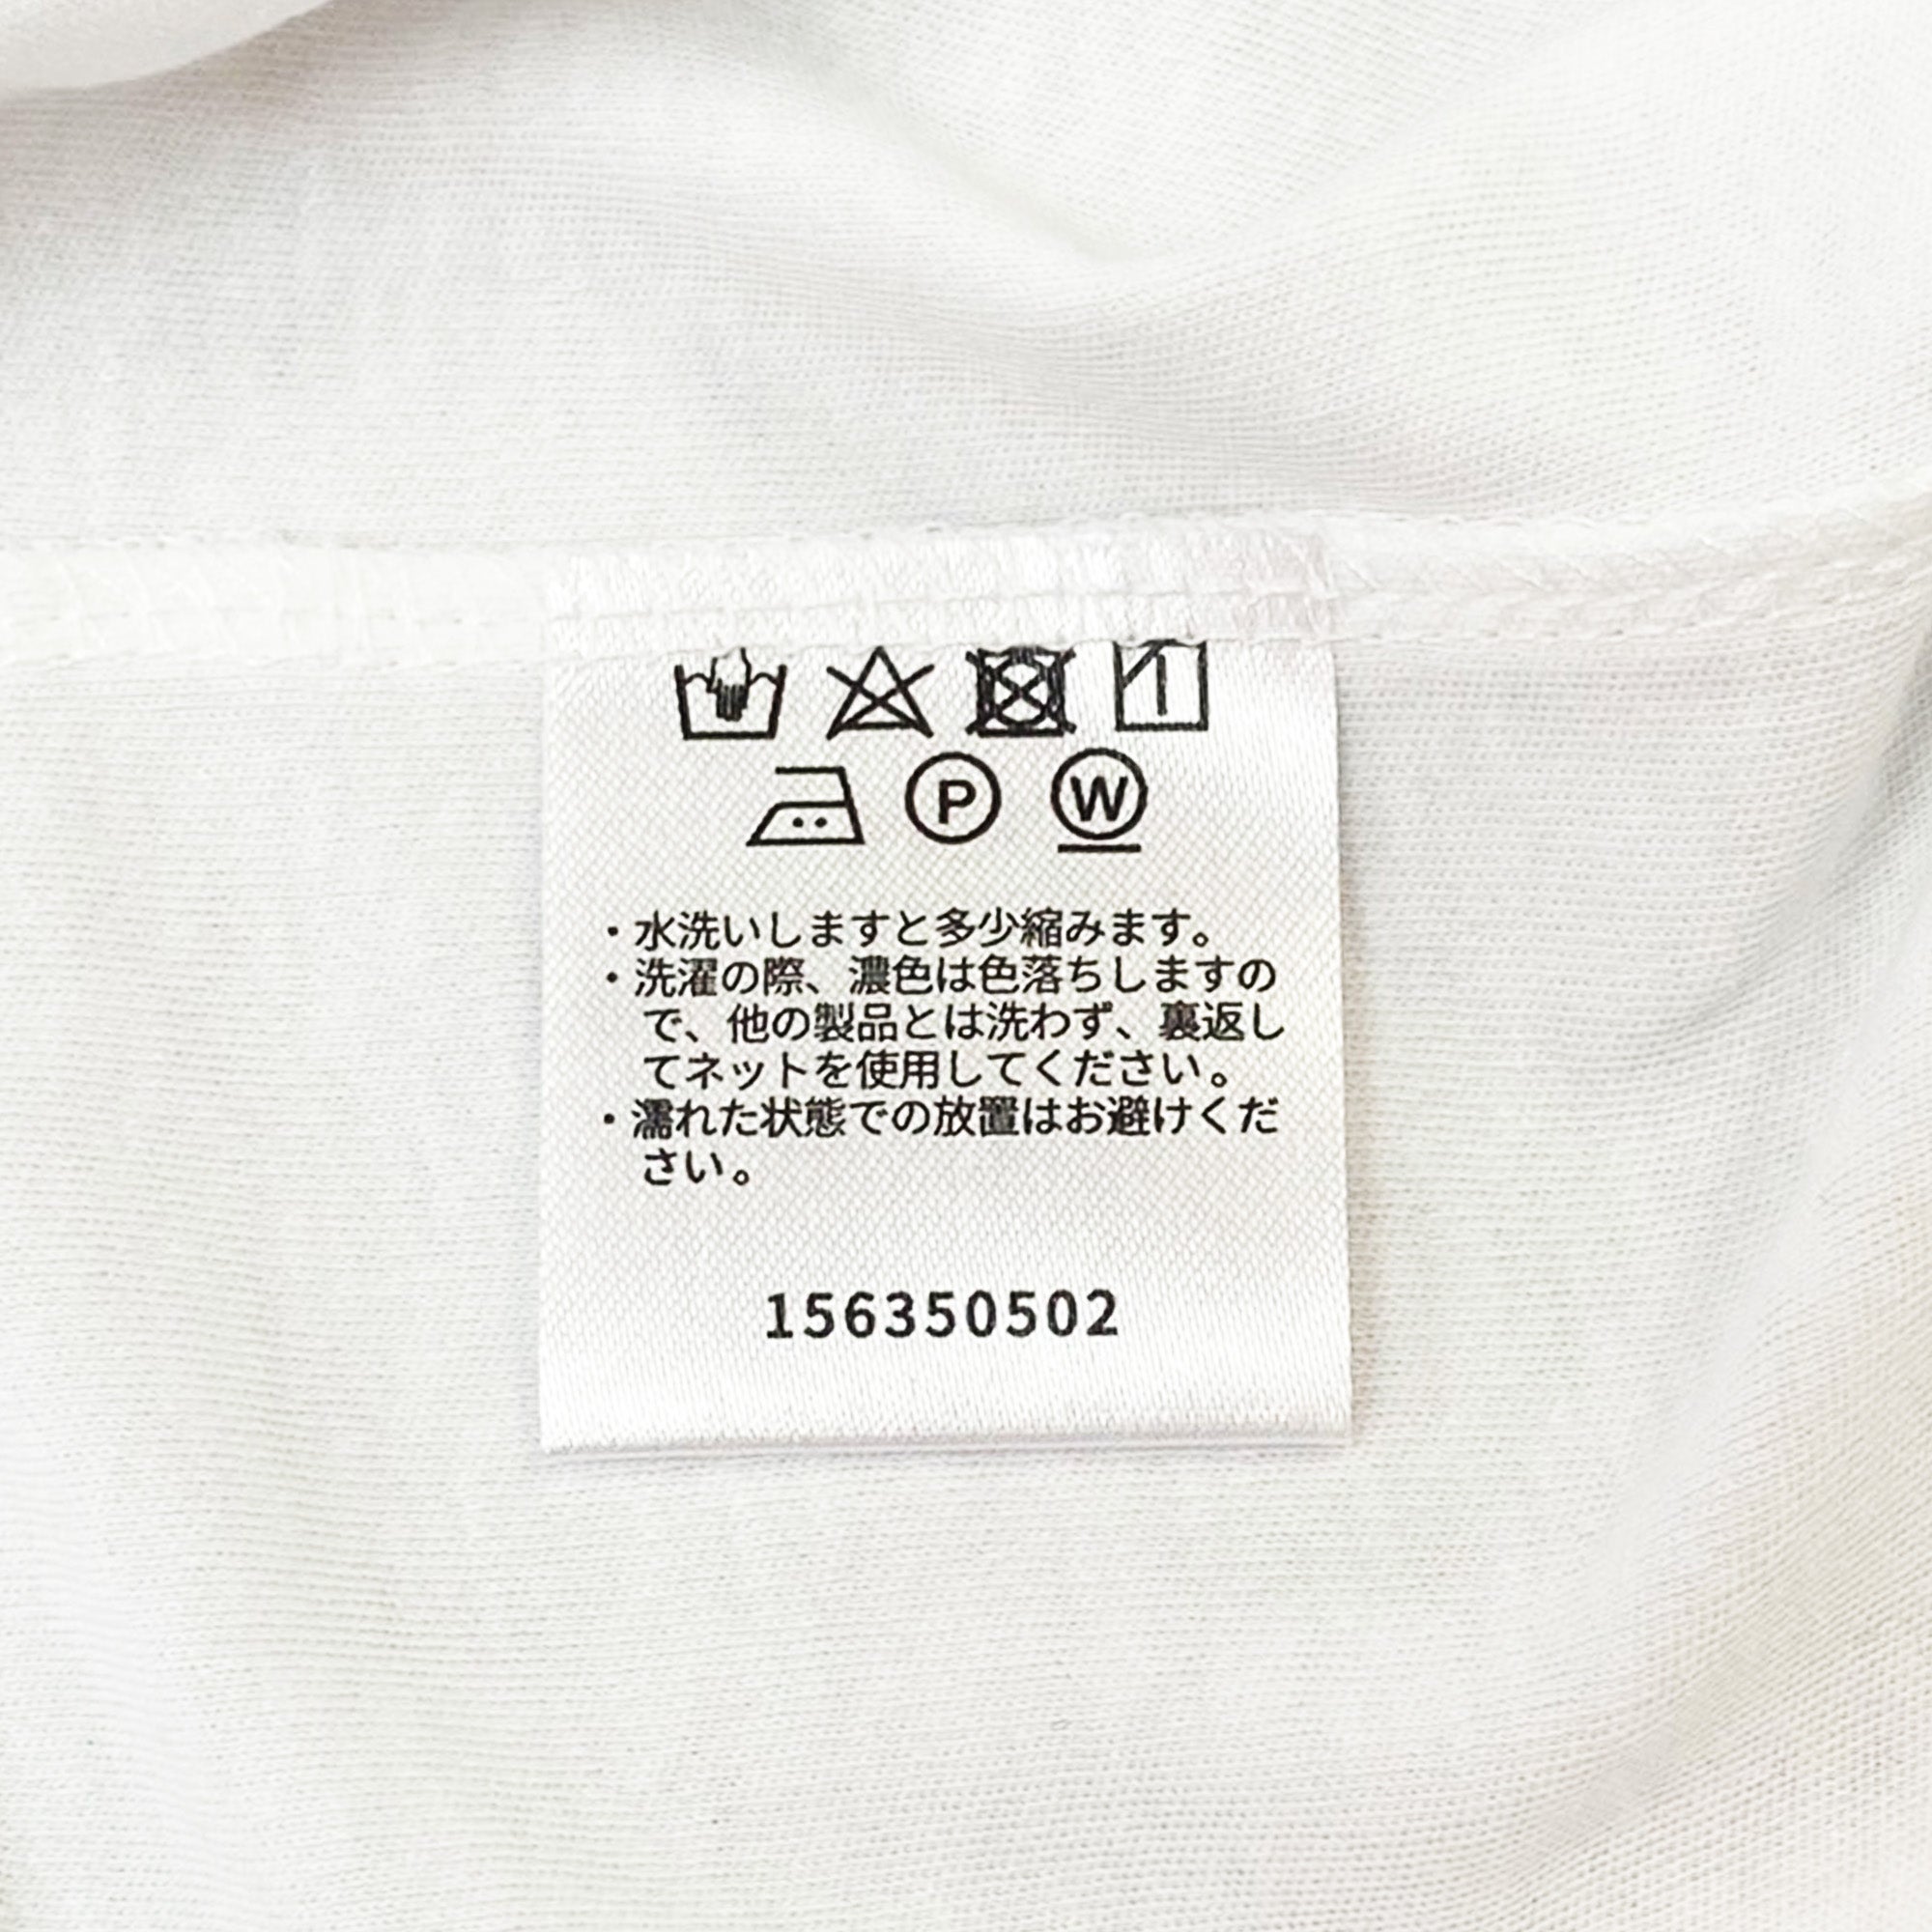 P W
・水洗いしますと多少縮みます。
・洗濯の際、濃色は色落ちしますの
で、他の製品とは洗わず、裏返し
てネットを使用してください。
・濡れた状態での放置はお避けくだ
さい。
156350502